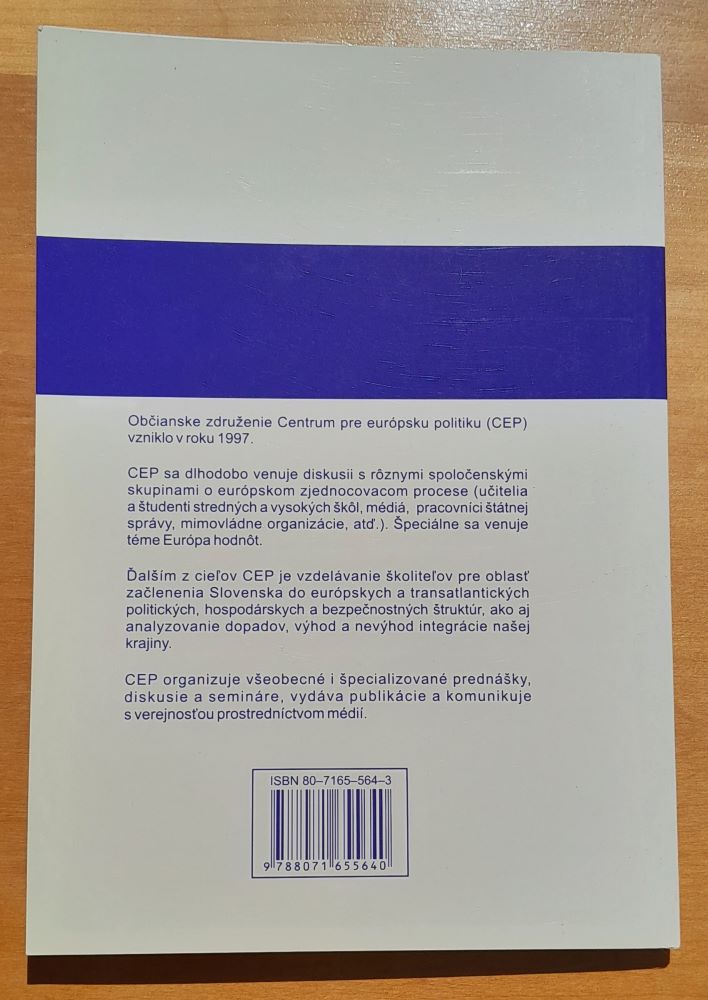 Občianske združenie Centrum pre európsku politiku (CEP)
vzniklo v roku 1997.
CEP sa dlhodobo venuje diskusii s rôznymi spoločenskými
skupinami o európskom zjednocovacom procese (učitelia
a študenti stredných a vysokých škôl, médiá, pracovníci štátnej
správy, mimovládne organizácie, atď.). Špeciálne sa venuje
téme Európa hodnôt.
Ďalším z cieľov CEP je vzdelávanie školiteľov pre oblasť
začlenenia Slovenska do európskych a transatlantických
politických, hospodárskych a bezpečnostných štruktúr, ako aj
analyzovanie dopadov, výhod a nevýhod integrácie našej
krajiny.
CEP organizuje všeobecné i špecializované prednášky,
diskusie a semináre, vydáva publikácie a komunikuje
s verejnosťou prostredníctvom médií.
ISBN 80–7165–564–3
9 788071 655640